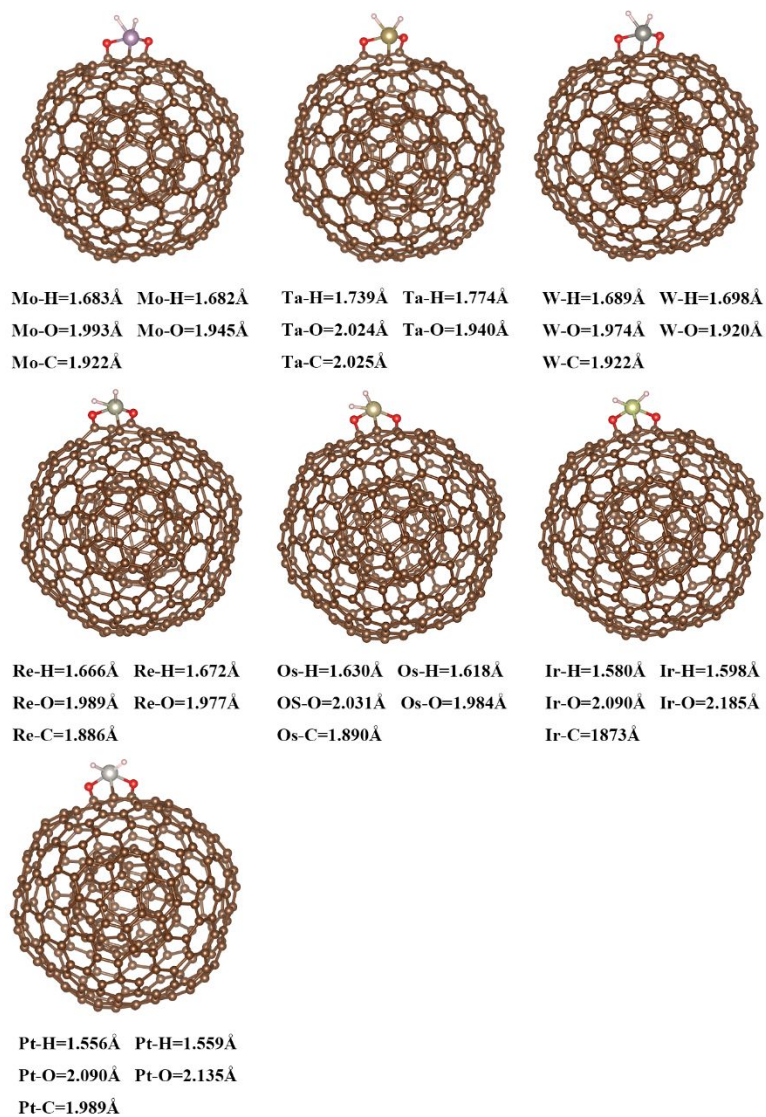 Mo-H=1.683Å Mo-H=1.682Å
Mo-O=1.993Å Mo-O=1.945Å
Mo-C=1.922Å
Ta-H=1.739Å Ta-H=1.774Å
Ta-O=2.024Å Ta-O=1.940Å
Ta-C=2.025Å
W-H=1.689Å W-H=1.698Å
W-O=1.974Å W-O=1.920Å
W-C=1.922Å
Re-H=1.666Å Re-H=1.672Å
Re-O=1.989Å Re-O=1.977Å
Re-C=1.886Å
Os-H=1.630Å Os-H=1.618Å
OS-O=2.031Å Os-O=1.984Å
Os-C=1.890Å
Ir-H=1.580Å Ir-H=1.598Å
Ir-O=2.090Å Ir-O=2.185Å
Ir-C=1873Å
Pt-H=1.556Å Pt-H=1.559Å
Pt-O=2.090Å Pt-O=2.135Å
Pt-C=1.989Å